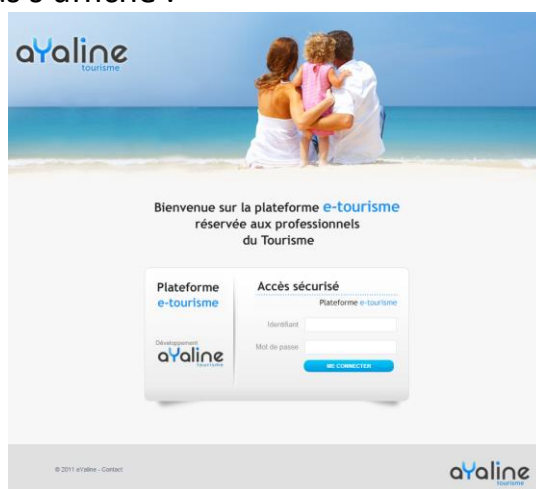 aYaline
tourisme
Bienvenue sur la plateforme e-tourisme
réservée aux professionnels
du Tourisme
Plateforme
e-tourisme
Développement
aYaline
tourisme
Accès sécurisé
Plateforme e-tourisme
Identifiant
Mot de passe
ME CONNECTER
© 2011 aYaline - Contact
aYaline
tourisme